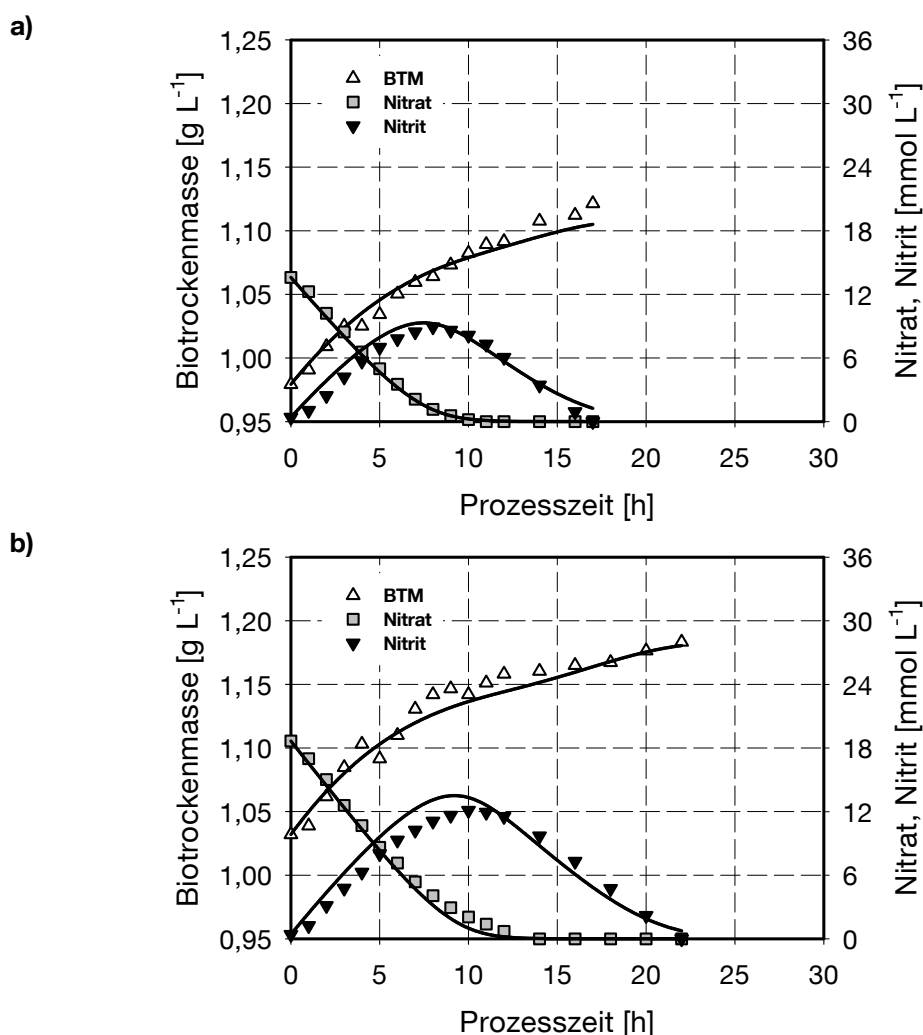 a)
Biotrockenmasse [g L⁻¹]
1,25
1,20
1,15
1,10
1,05
1,00
0,95
BTM
Nitrat
Nitrit
36
30
24
18
12
6
0
Nitrat, Nitrit [mmol L⁻¹]
0 5 10 15 20 25 30
Prozesszeit [h]
b)
Biotrockenmasse [g L⁻¹]
1,25
1,20
1,15
1,10
1,05
1,00
0,95
BTM
Nitrat
Nitrit
36
30
24
18
12
6
0
Nitrat, Nitrit [mmol L⁻¹]
0 5 10 15 20 25 30
Prozesszeit [h]